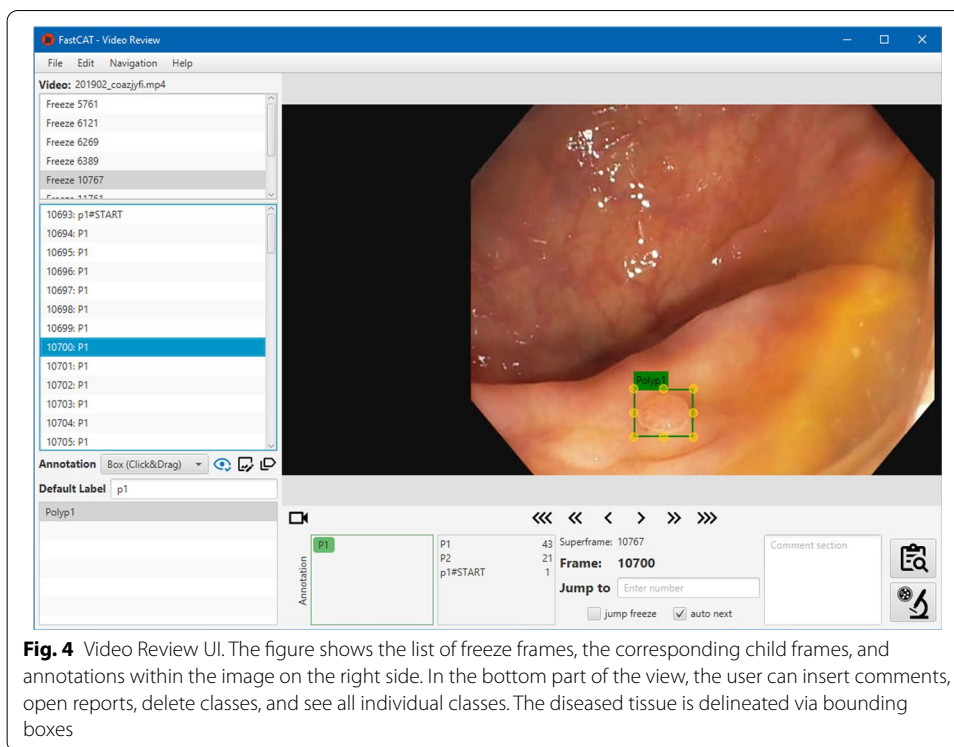 FastCAT - Video Review
File Edit Navigation Help
Video: 201902_coazjyfi.mp4
Freeze 5761
Freeze 6121
Freeze 6269
Freeze 6389
Freeze 10767
Freeze 11761
10693: p1#START
10694: P1
10695: P1
10696: P1
10697: P1
10698: P1
10699: P1
10700: P1
10701: P1
10702: P1
10703: P1
10704: P1
10705: P1
Polyp1
Annotation Box (Click&Drag)
Default Label p1
Polyp1
Annotation
P1
P1 43
P2 21
p1#START 1
Superframe: 10767
Frame: 10700
Jump to Enter number
jump freeze auto next
Comment section
Fig. 4 Video Review UI. The figure shows the list of freeze frames, the corresponding child frames, and
annotations within the image on the right side. In the bottom part of the view, the user can insert comments,
open reports, delete classes, and see all individual classes. The diseased tissue is delineated via bounding
boxes